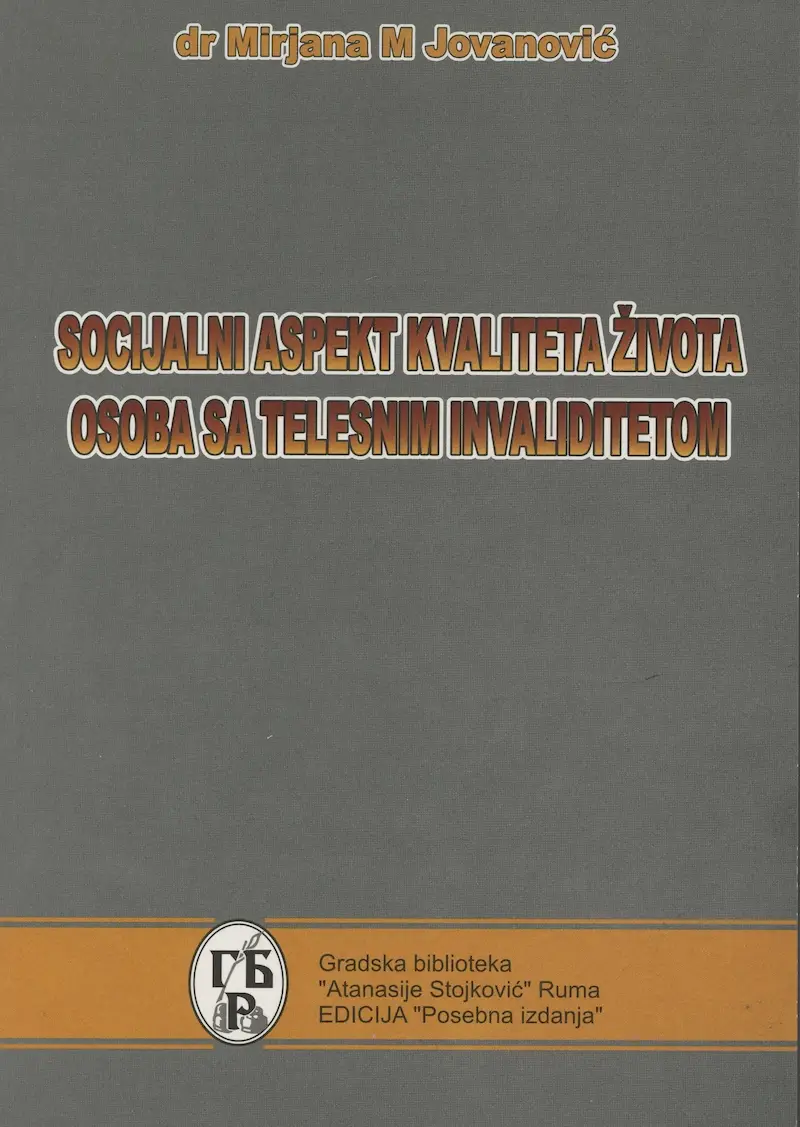 dr Mirjana M Jovanović
SOCIJALNI ASPEKT KVALITETA ŽIVOTA
OSOBA SA TELESNIM INVALIDITETOM
ГБ
Р
Gradska biblioteka
"Atanasije Stojković" Ruma
EDICIJA "Posebna izdanja"